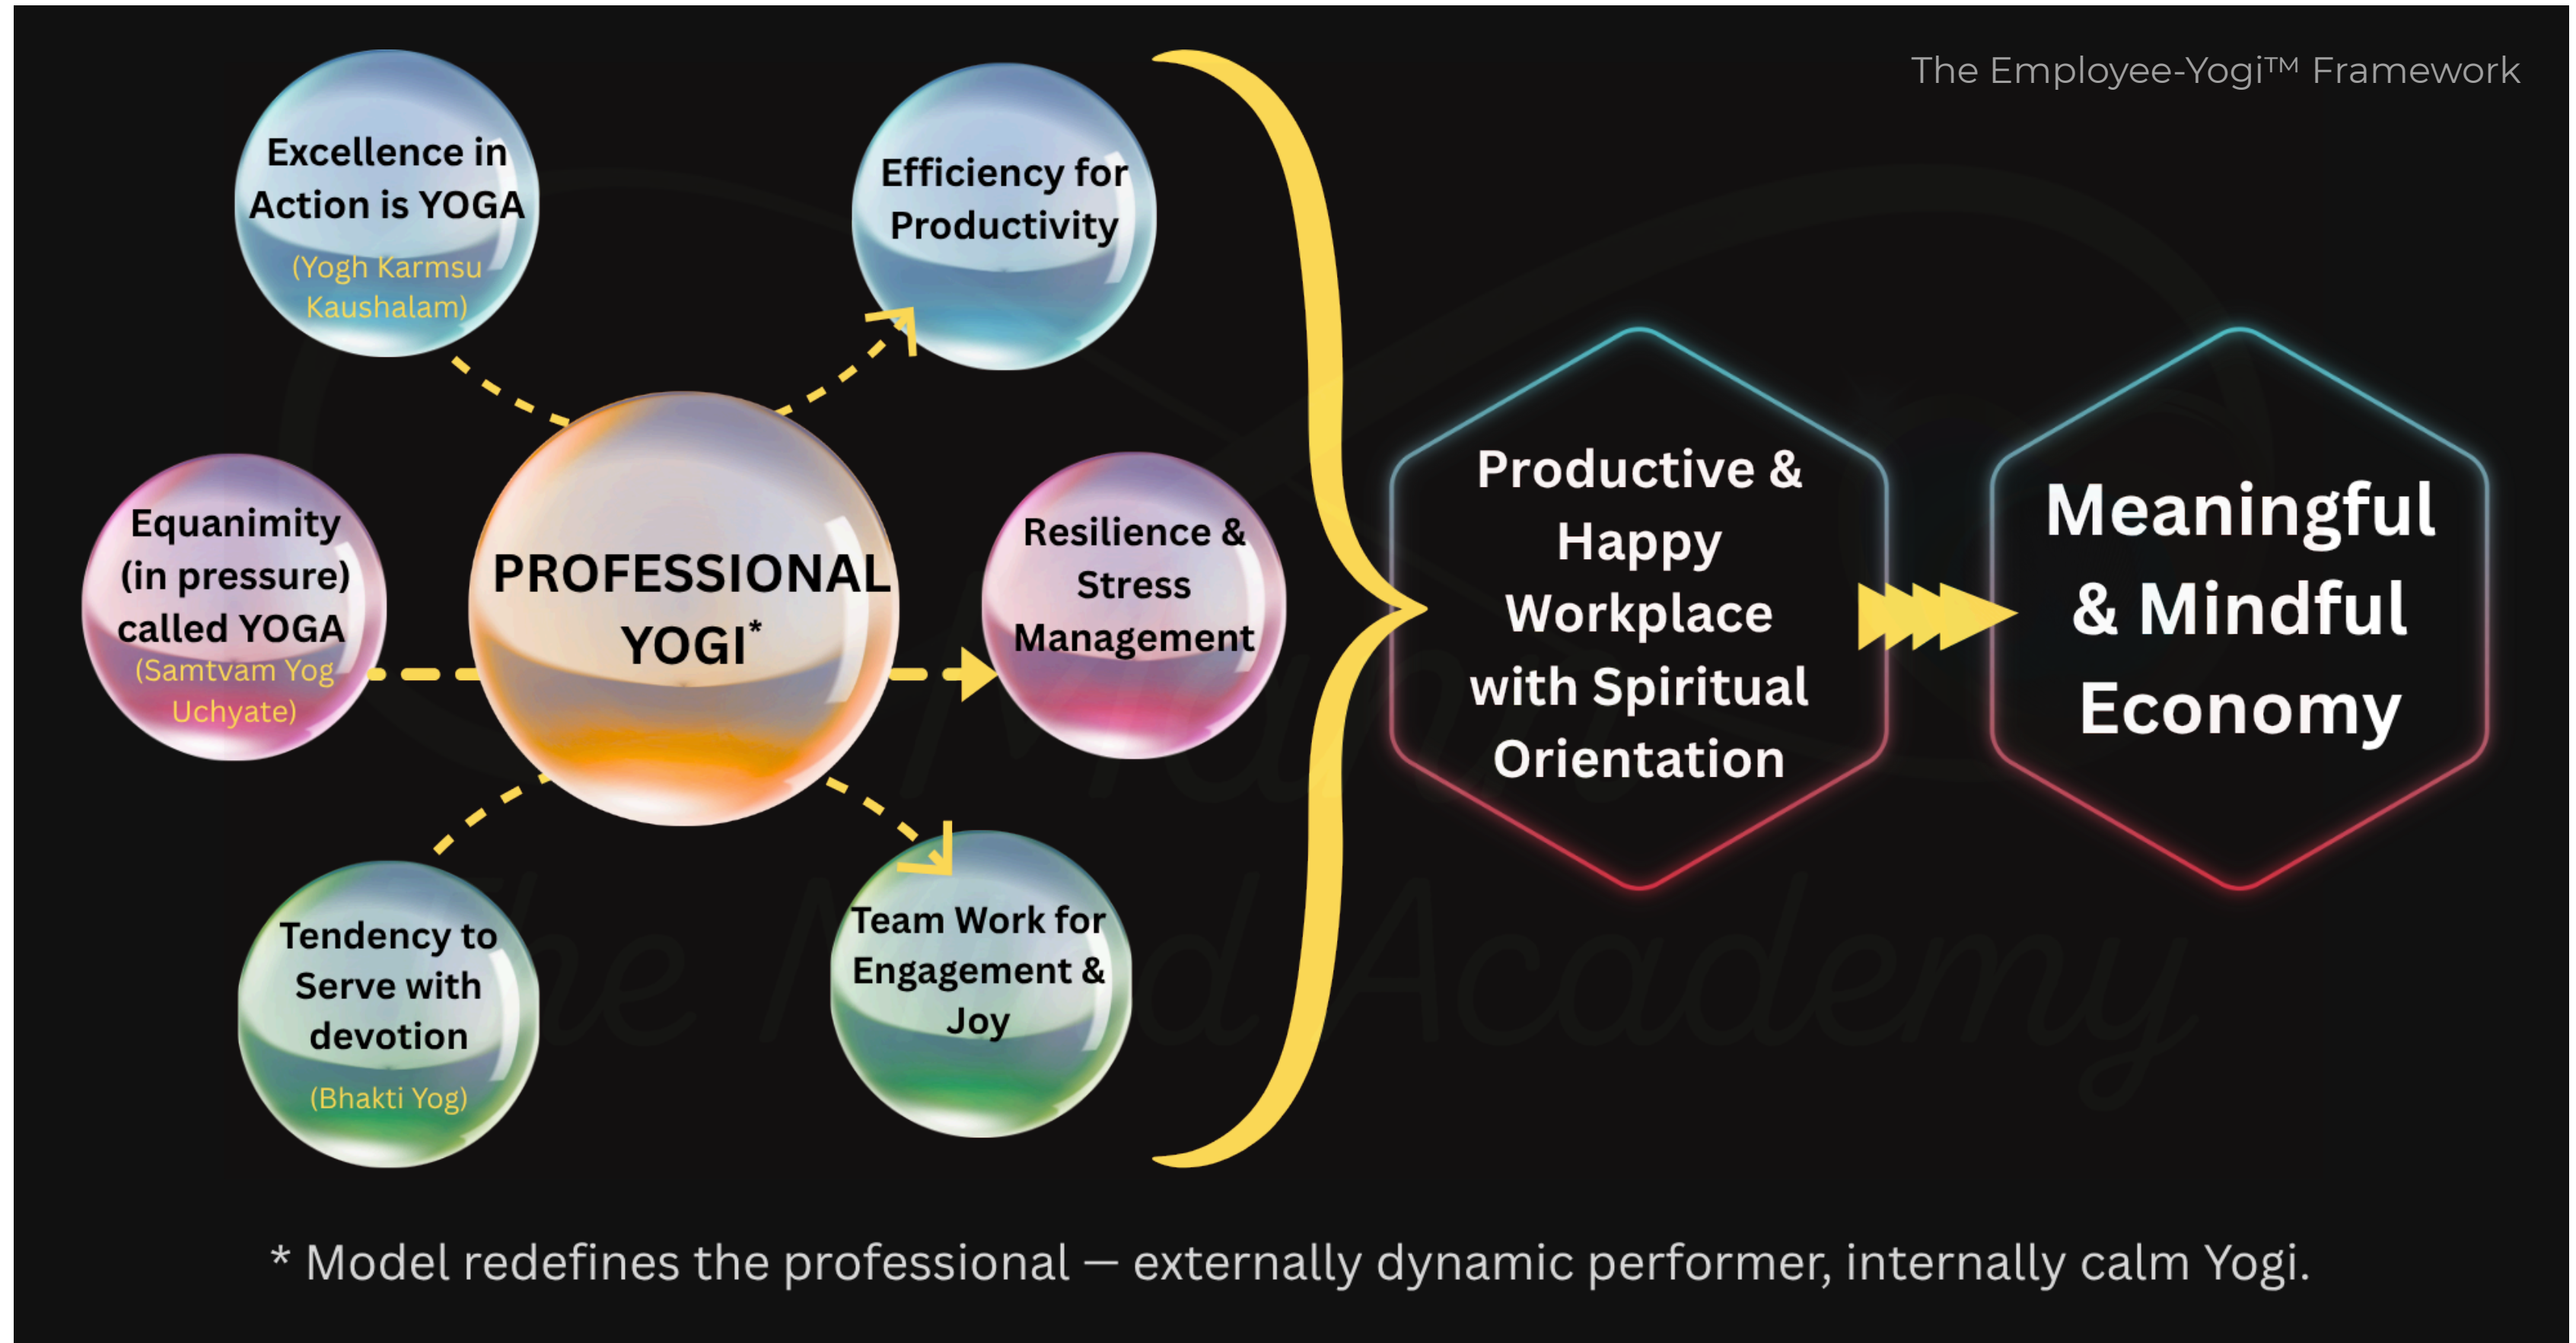 The Employee-Yogi™ Framework
Excellence in
Action is YOGA
(Yogh Karmsu
Kaushalam)
Efficiency for
Productivity
Equanimity
(in pressure)
called YOGA
(Samtvam Yog
Uchyate)
PROFESSIONAL
YOGI*
Resilience &
Stress
Management
Tendency to
Serve with
devotion
(Bhakti Yog)
Team Work for
Engagement &
Joy
Productive &
Happy
Workplace
with Spiritual
Orientation
Meaningful
& Mindful
Economy
* Model redefines the professional — externally dynamic performer, internally calm Yogi.